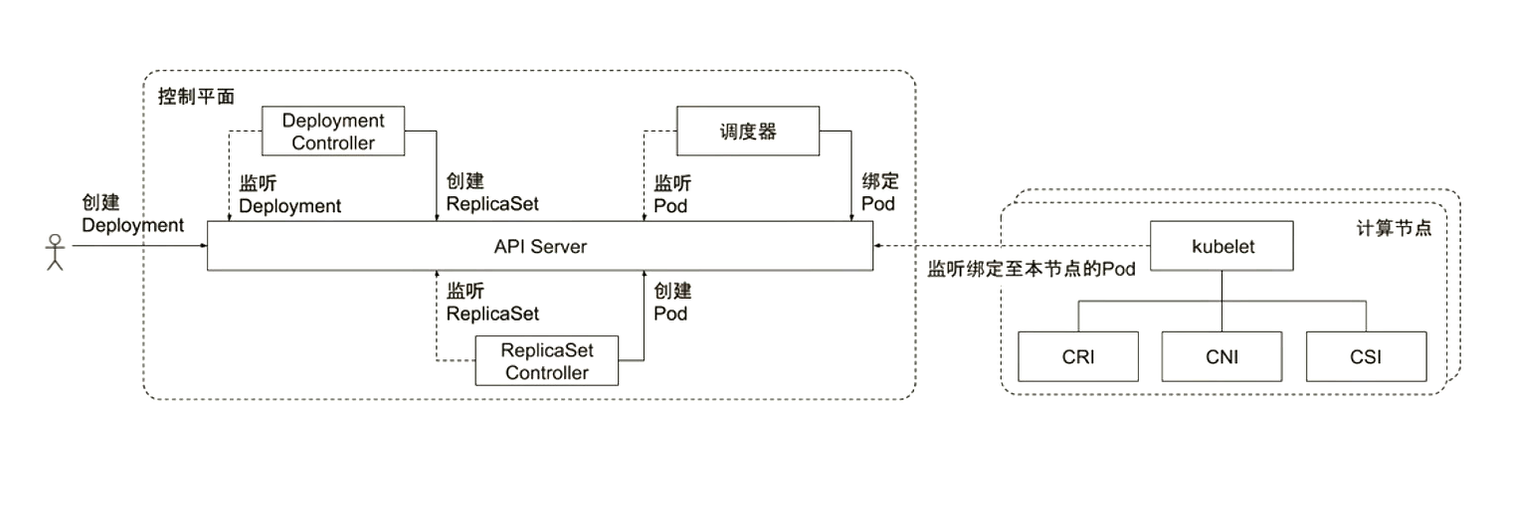 控制平面
Deployment
Controller
调度器
监听
Deployment
创建
ReplicaSet
监听
Pod
绑定
Pod
创建
Deployment
API Server
监听
ReplicaSet
创建
Pod
ReplicaSet
Controller
计算节点
kubelet
监听绑定至本节点的Pod
CRI
CNI
CSI